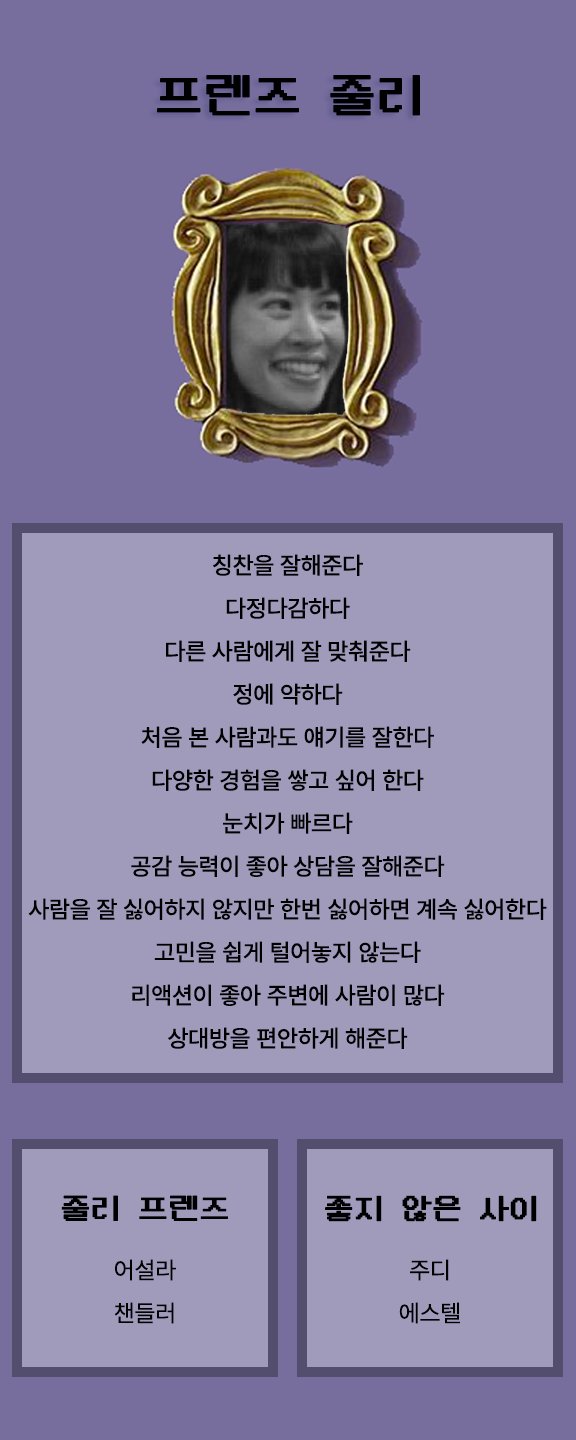 프렌즈 줄리
칭찬을 잘해준다
다정다감하다
다른 사람에게 잘 맞춰준다
정에 약하다
처음 본 사람과도 얘기를 잘한다
다양한 경험을 쌓고 싶어 한다
눈치가 빠르다
공감 능력이 좋아 상담을 잘해준다
사람을 잘 싫어하지 않지만 한번 싫어하면 계속 싫어한다
고민을 쉽게 털어놓지 않는다
리액션이 좋아 주변에 사람이 많다
상대방을 편안하게 해준다
줄리 프렌즈
어설라
챈들러
좋지 않은 사이
주디
에스텔